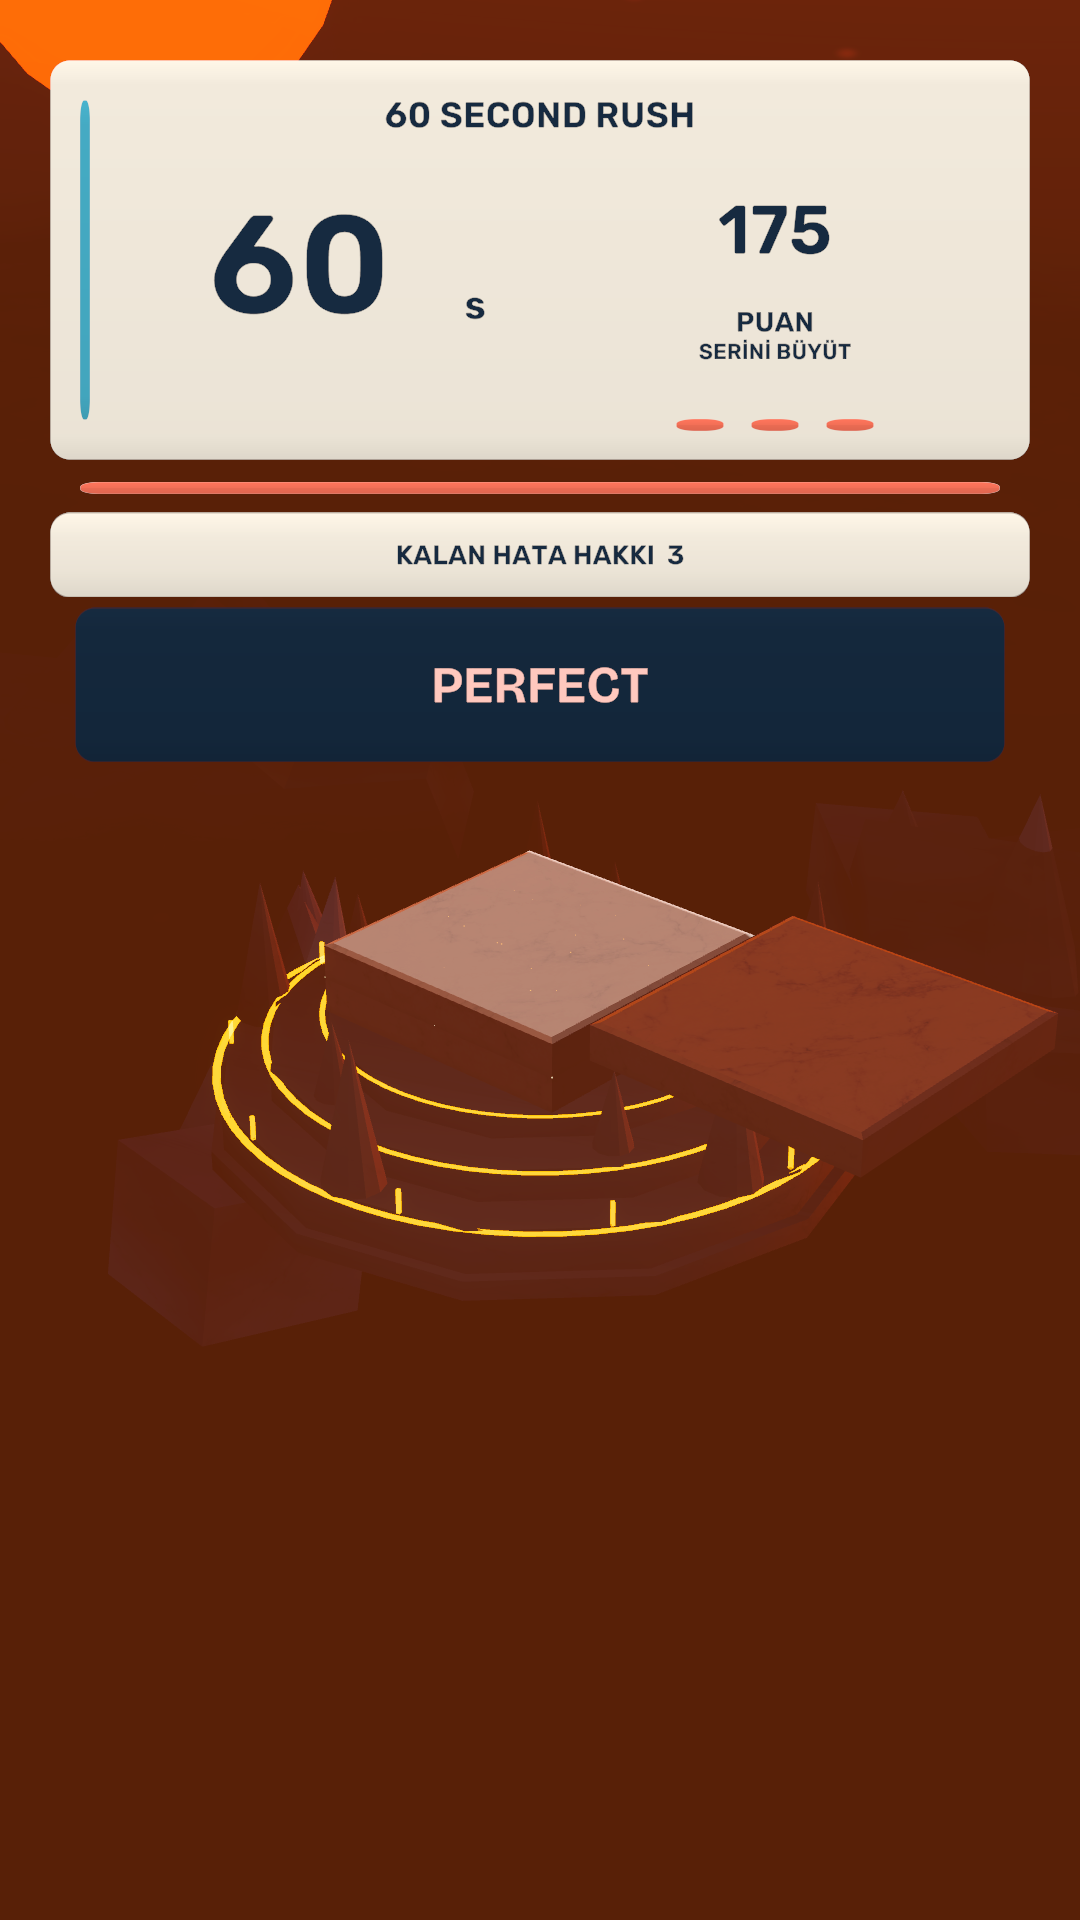 60 SECOND RUSH
60 s
175
PUAN
SERİNİ BÜYÜT
KALAN HATA HAKKI 3
PERFECT